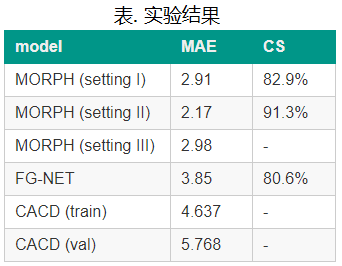 表. 实验结果
model MAE CS
MORPH (setting I) 2.91 82.9%
MORPH (setting II) 2.17 91.3%
MORPH (setting III) 2.98 -
FG-NET 3.85 80.6%
CACD (train) 4.637 -
CACD (val) 5.768 -